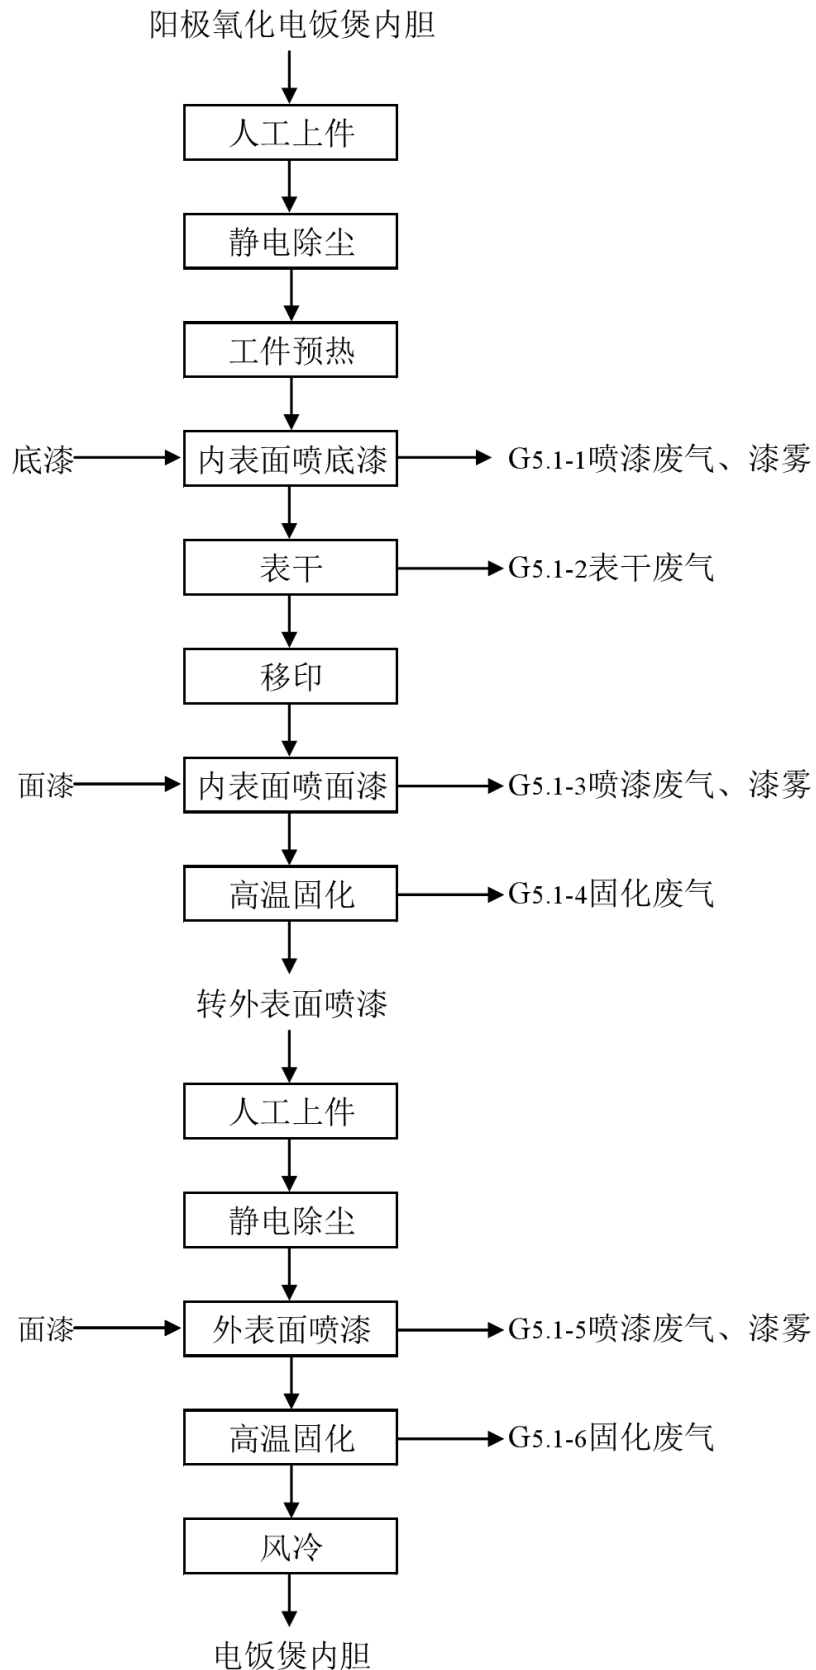 阳极氧化电饭煲内胆
人工上件
静电除尘
工件预热
底漆
内表面喷底漆
G5.1-1喷漆废气、漆雾
表干
G5.1-2表干废气
移印
面漆
内表面喷面漆
G5.1-3喷漆废气、漆雾
高温固化
G5.1-4固化废气
转外表面喷漆
人工上件
静电除尘
面漆
外表面喷漆
G5.1-5喷漆废气、漆雾
高温固化
G5.1-6固化废气
风冷
电饭煲内胆